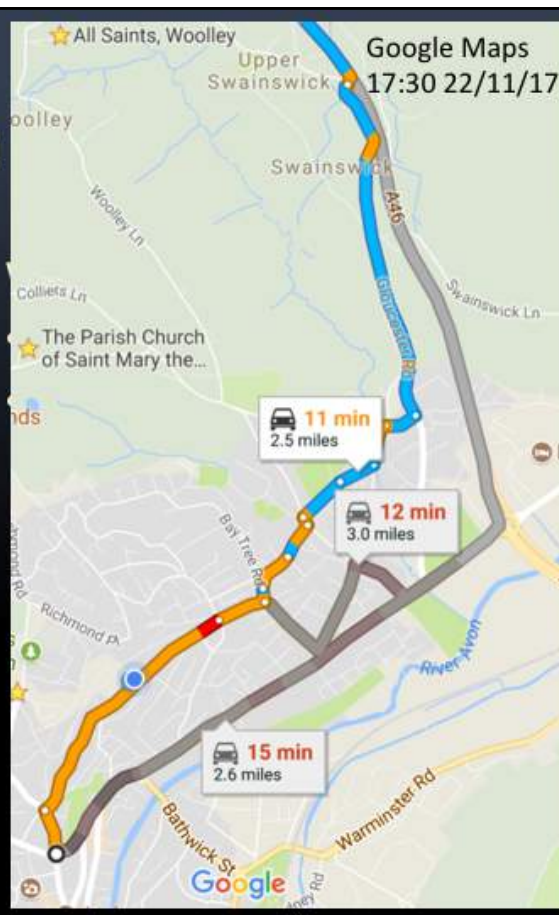 All Saints, Woolley
Google Maps
17:30 22/11/17
Upper
Swainswick
oolley
Swainswick
Woolley Ln
A46
Colliets Ln
Swainswick Ln
Gloucester Rd
The Parish Church
of Saint Mary the...
nds
11 min
2.5 miles
12 min
3.0 miles
Bay Tree Rd
Richmond Pl
River Avon
15 min
2.6 miles
Bathwick St
Warminster Rd
Google